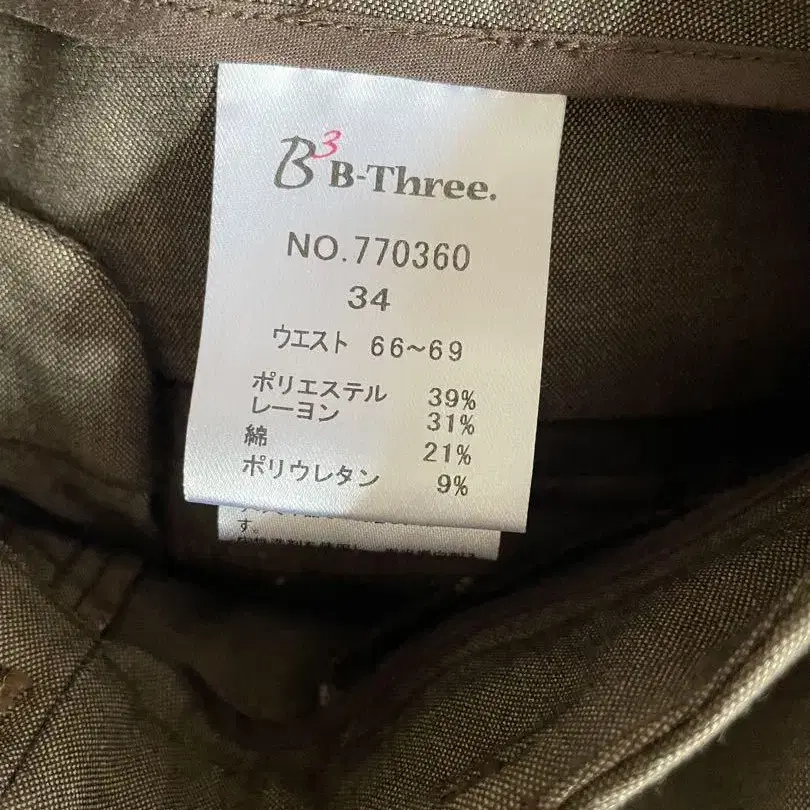 B3 B-Three.
NO.770360
34
ウエスト 66~69
ポリエステル 39%
レーヨン 31%
綿 21%
ポリウレタン 9%
す。